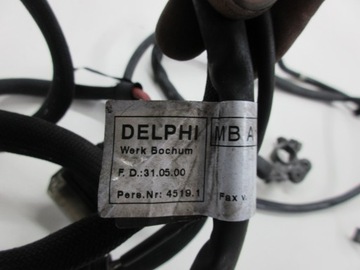 DELPHI
MB A
Werk Bochum
F. D.:31.05.00
Pers.Nr: 4519.1
Fax v